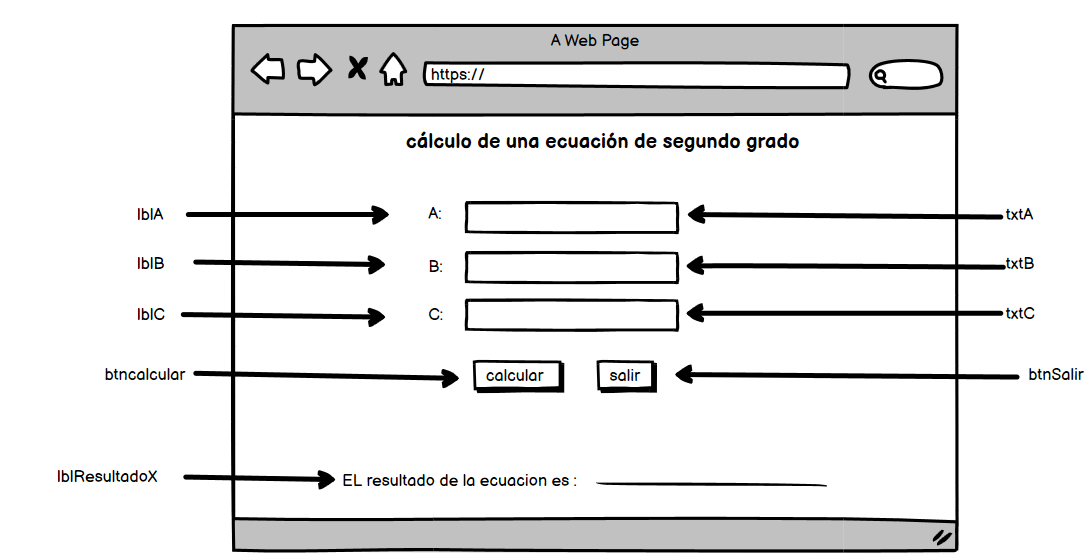 A Web Page
https://
cálculo de una ecuación de segundo grado
lblA A: txtA
lblB B: txtB
lblC C: txtC
btncalcular calcular salir btnSalir
lblResultadoX EL resultado de la ecuacion es :